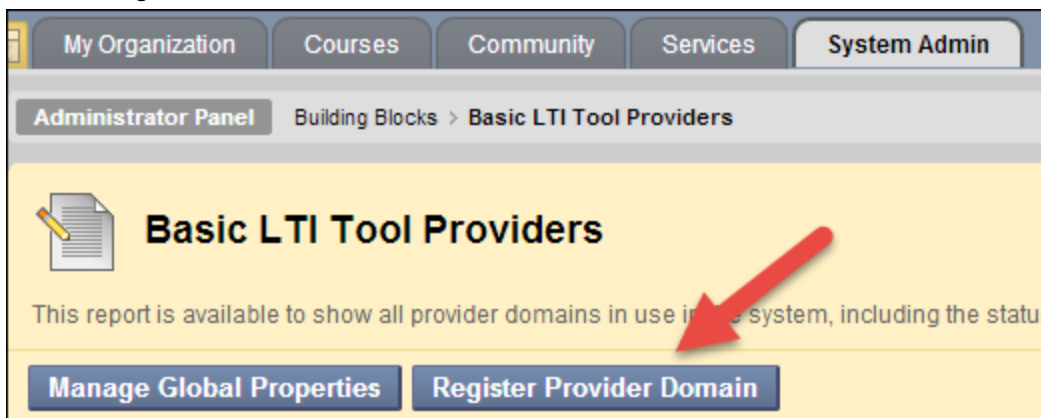 My Organization Courses Community Services System Admin
Administrator Panel Building Blocks > Basic LTI Tool Providers
Basic LTI Tool Providers
This report is available to show all provider domains in use in system, including the
Manage Global Properties Register Provider Domain